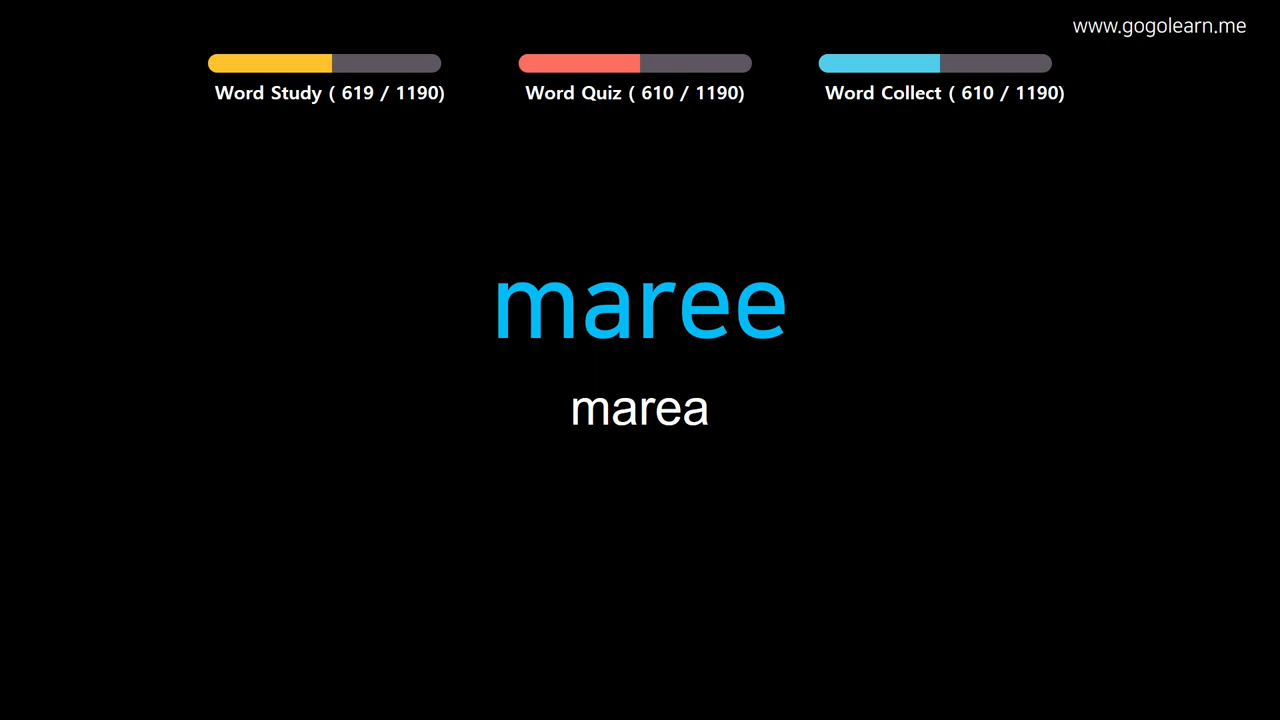 www.gogolearn.me
Word Study ( 619 / 1190)
Word Quiz ( 610 / 1190)
Word Collect ( 610 / 1190)
maree
marea